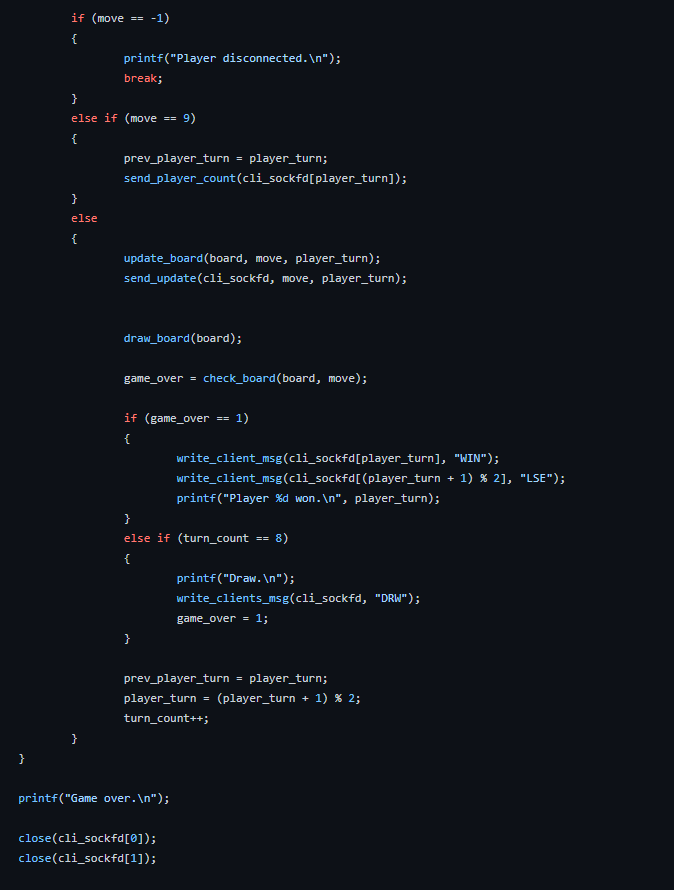 if (move == -1)
{
printf("Player disconnected.\n");
break;
}
else if (move == 9)
{
prev_player_turn = player_turn;
send_player_count(cli_sockfd[player_turn]);
}
else
{
update_board(board, move, player_turn);
send_update(cli_sockfd, move, player_turn);
draw_board(board);
game_over = check_board(board, move);
if (game_over == 1)
{
write_client_msg(cli_sockfd[player_turn], "WIN");
write_client_msg(cli_sockfd[(player_turn + 1) % 2], "LSE");
printf("Player %d won.\n", player_turn);
}
else if (turn_count == 8)
{
printf("Draw.\n");
write_clients_msg(cli_sockfd, "DRW");
game_over = 1;
}
prev_player_turn = player_turn;
player_turn = (player_turn + 1) % 2;
turn_count++;
}
}
printf("Game over.\n");
close(cli_sockfd[0]);
close(cli_sockfd[1]);